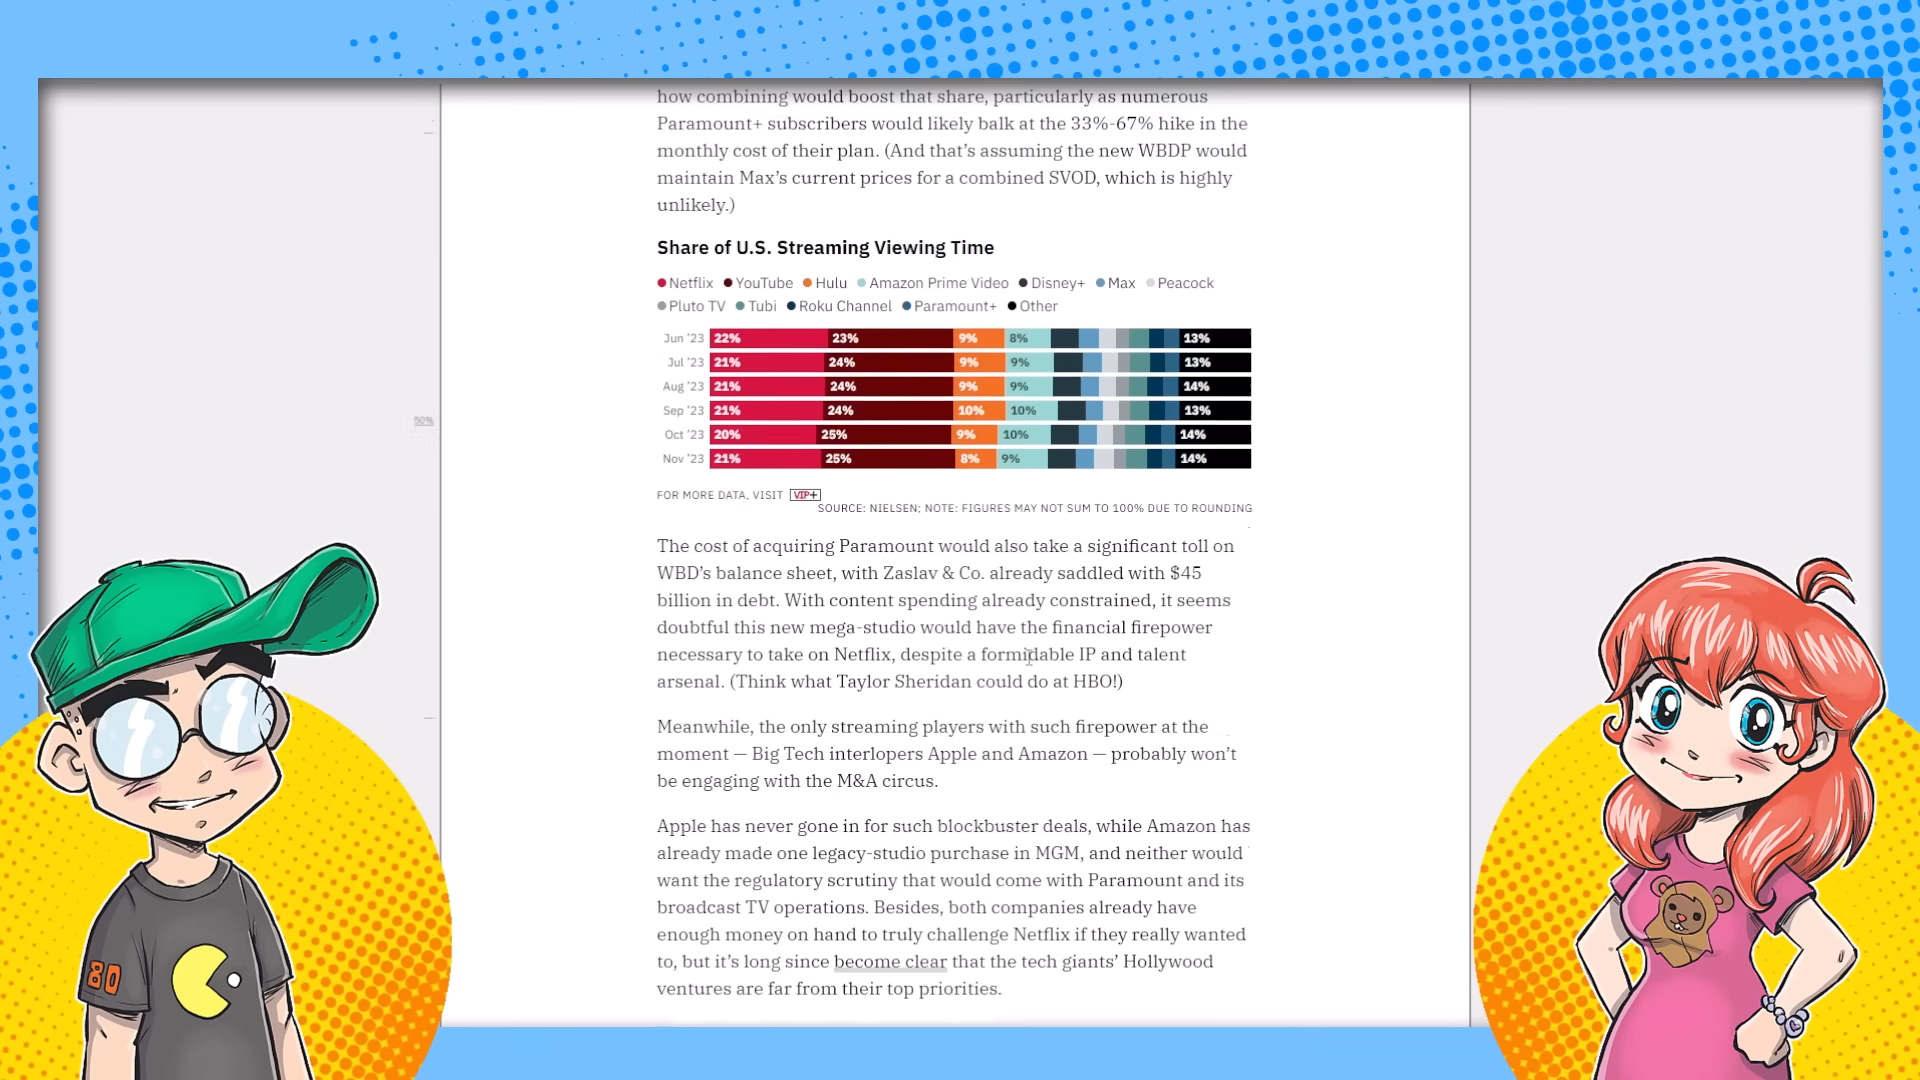 how combining would boost that share, particularly as numerous
Paramount+ subscribers would likely balk at the 33%-67% hike in the
monthly cost of their plan. (And that’s assuming the new WBDP would
maintain Max’s current prices for a combined SVOD, which is highly
unlikely.)
Share of U.S. Streaming Viewing Time
Netflix YouTube Hulu Amazon Prime Video Disney+ Max Peacock
Pluto TV Tubi Roku Channel Paramount+ Other
Jun ’23 22% 23% 9% 8% 13%
Jul ’23 21% 24% 9% 9% 13%
Aug ’23 21% 24% 9% 9% 14%
Sep ’23 21% 24% 10% 10% 13%
Oct ’23 20% 25% 9% 10% 14%
Nov ’23 21% 25% 8% 9% 14%
50%
FOR MORE DATA, VISIT VIP+
SOURCE: NIELSEN; NOTE: FIGURES MAY NOT SUM TO 100% DUE TO ROUNDING
The cost of acquiring Paramount would also take a significant toll on
WBD’s balance sheet, with Zaslav & Co. already saddled with $45
billion in debt. With content spending already constrained, it seems
doubtful this new mega-studio would have the financial firepower
necessary to take on Netflix, despite a formidable IP and talent
arsenal. (Think what Taylor Sheridan could do at HBO!)
Meanwhile, the only streaming players with such firepower at the
moment — Big Tech interlopers Apple and Amazon — probably won’t
be engaging with the M&A circus.
Apple has never gone in for such blockbuster deals, while Amazon has
already made one legacy-studio purchase in MGM, and neither would
want the regulatory scrutiny that would come with Paramount and its
broadcast TV operations. Besides, both companies already have
enough money on hand to truly challenge Netflix if they really wanted
to, but it’s long since become clear that the tech giants’ Hollywood
ventures are far from their top priorities.
80